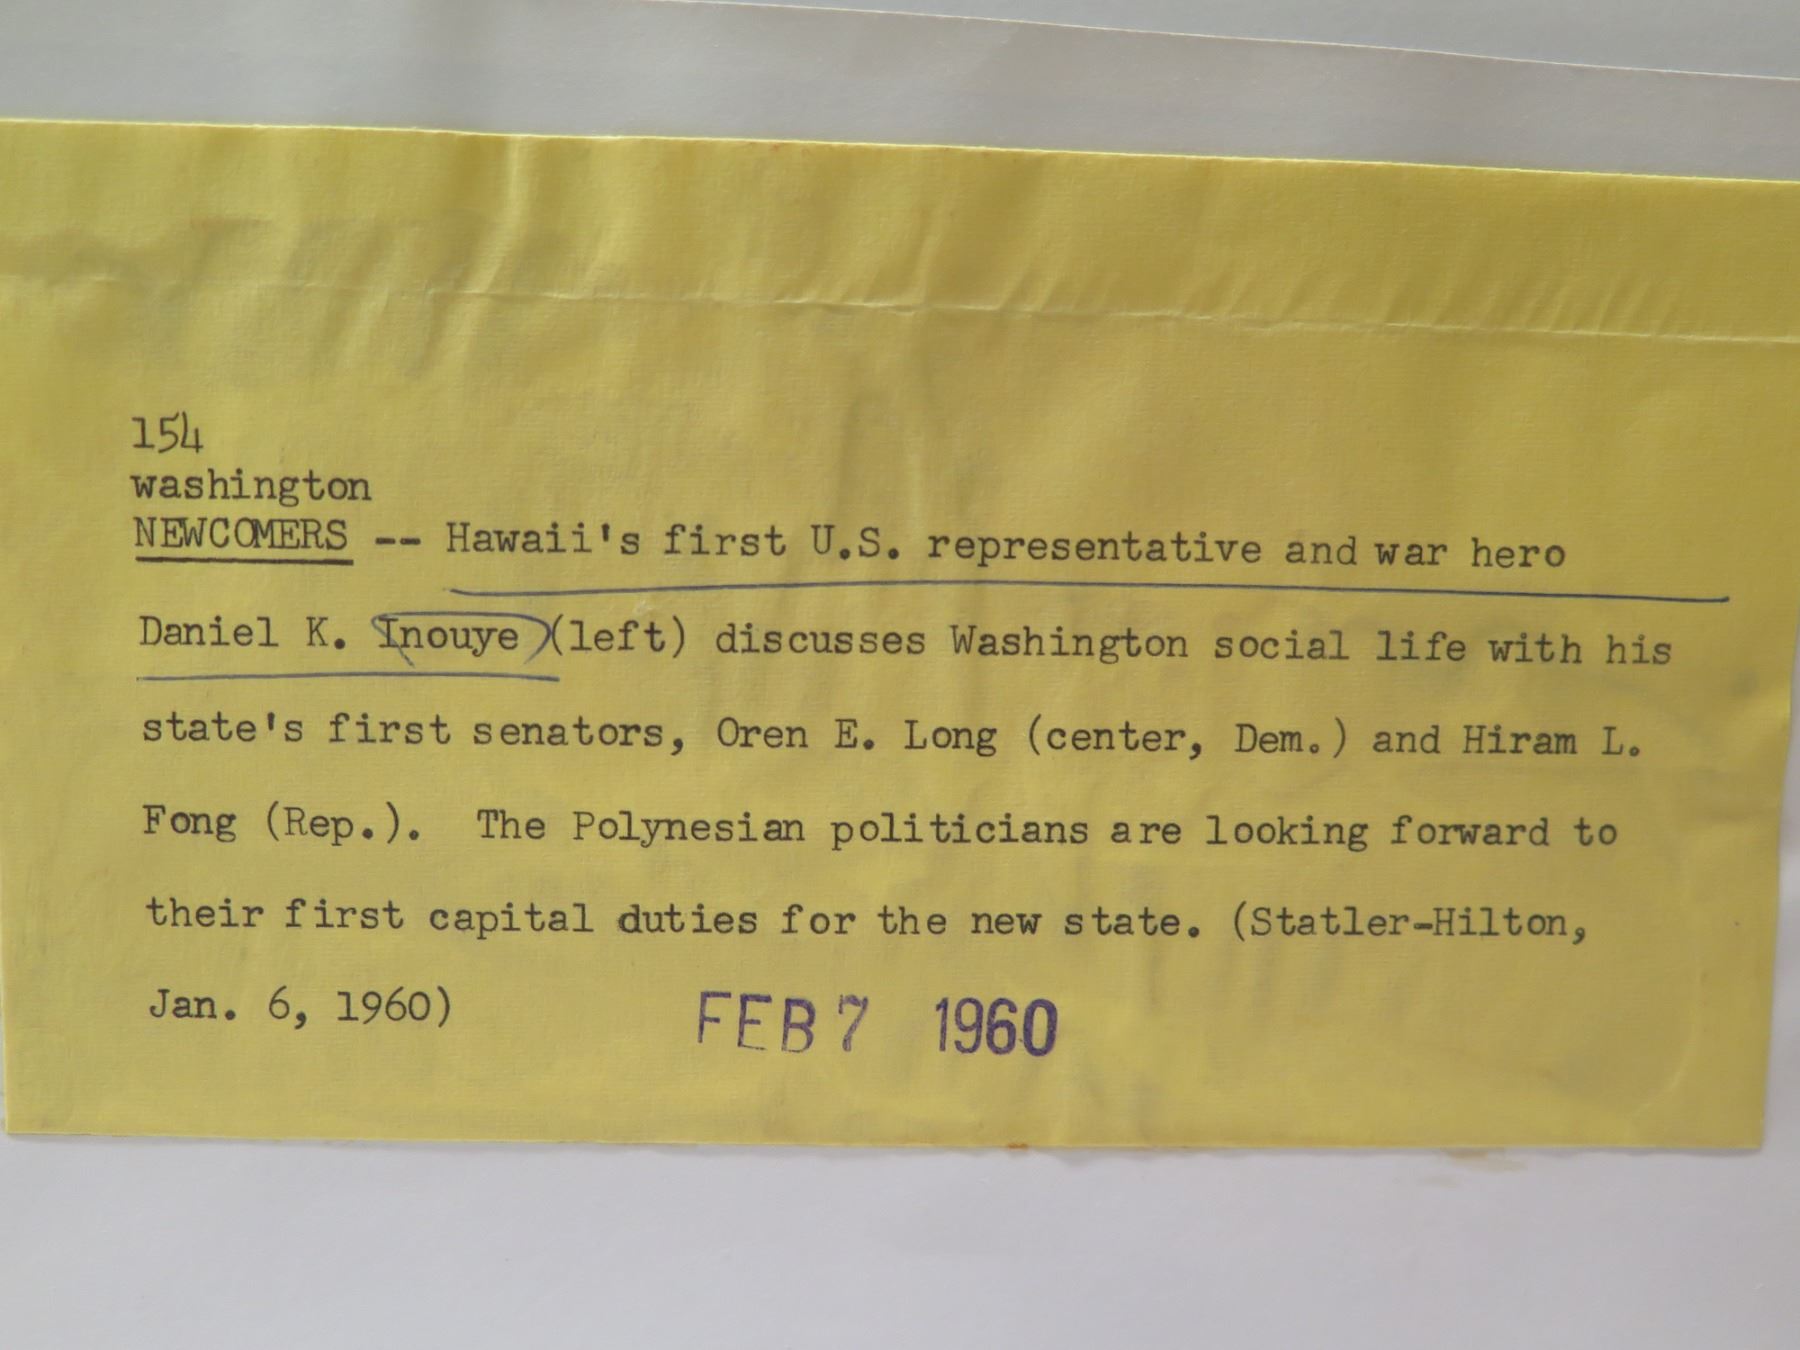 154
washington
NEWCOMERS -- Hawaii's first U.S. representative and war hero
Daniel K. Inouye (left) discusses Washington social life with his
state's first senators, Oren E. Long (center, Dem.) and Hiram L.
Fong (Rep.). The Polynesian politicians are looking forward to
their first capital duties for the new state. (Statler-Hilton,
Jan. 6, 1960)
FEB 7 1960